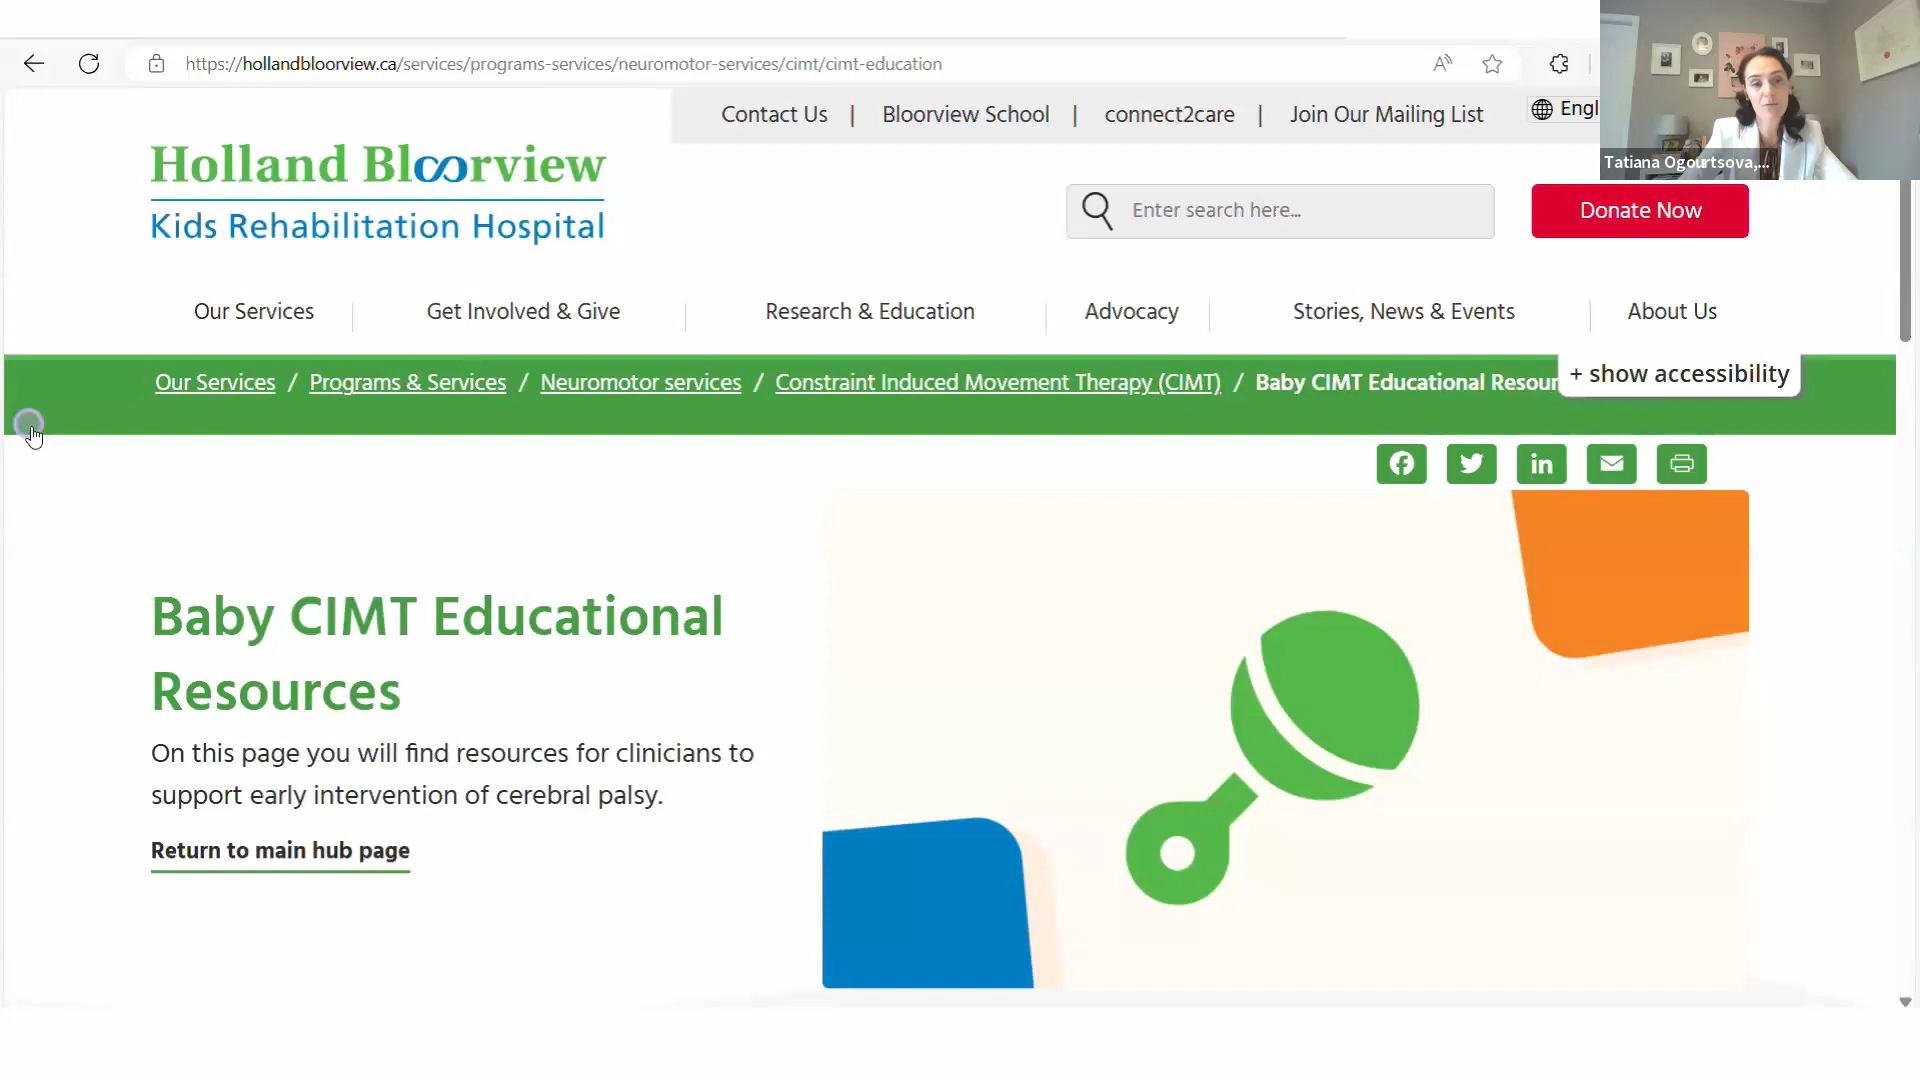 https://hollandbloorview.ca/services/programs-services/neuromotor-services/cimt/cimt-education
Contact Us | Bloorview School | connect2care | Join Our Mailing List
Engl
Tatiana Ogourtsova,...
Holland Bloorview
Kids Rehabilitation Hospital
Enter search here...
Donate Now
Our Services
Get Involved & Give
Research & Education
Advocacy
Stories, News & Events
About Us
Our Services / Programs & Services / Neuromotor services / Constraint Induced Movement Therapy (CIMT) / Baby CIMT Educational Resour
+ show accessibility
Baby CIMT Educational
Resources
On this page you will find resources for clinicians to
support early intervention of cerebral palsy.
Return to main hub page